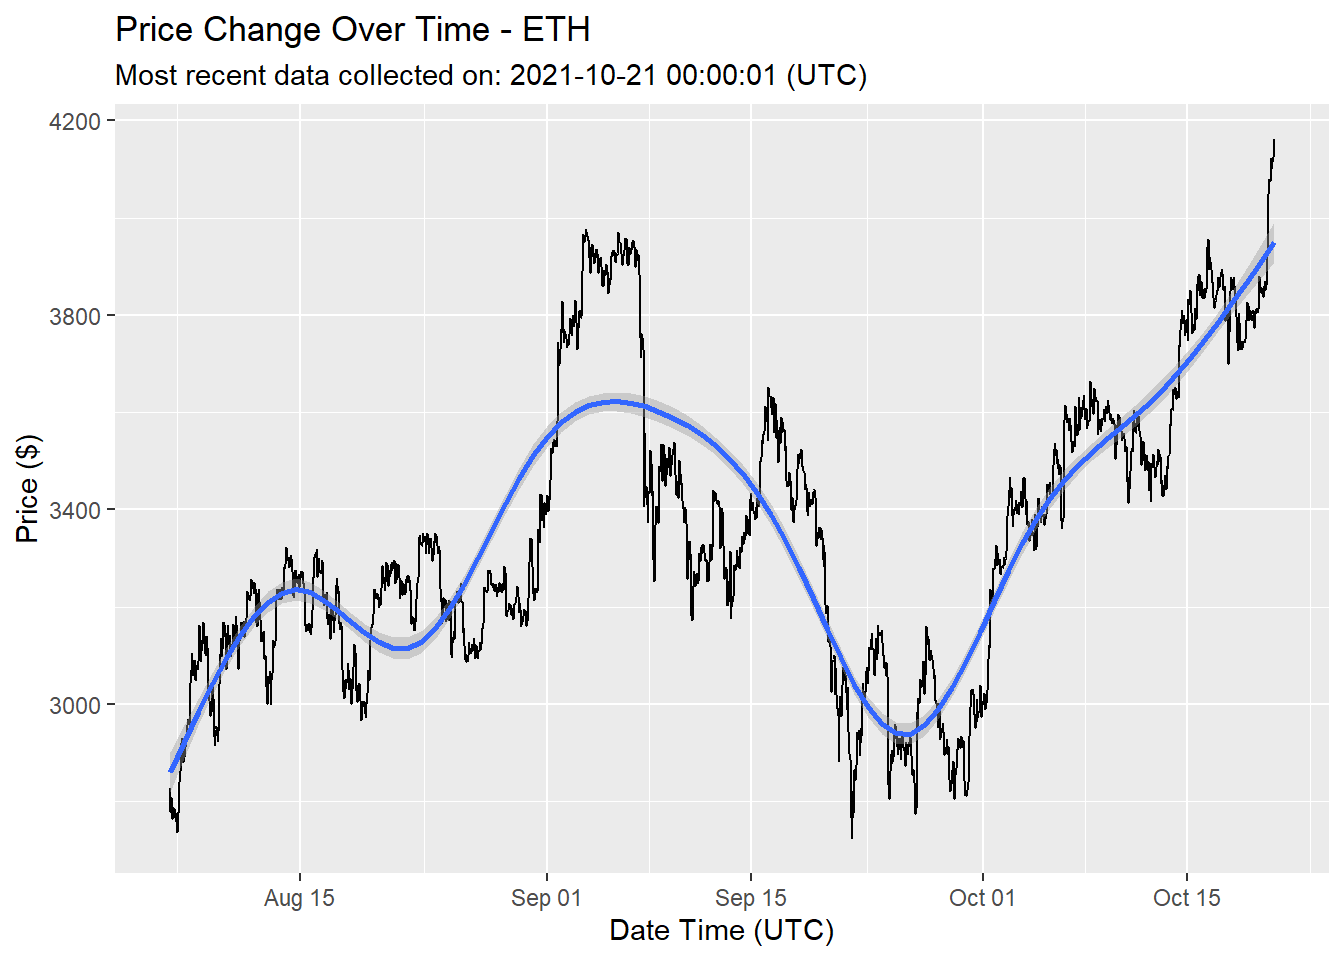 Price Change Over Time - ETH
Most recent data collected on: 2021-10-21 00:00:01 (UTC)
4200
3800
3400
3000
Price ($)
Aug 15
Sep 01
Sep 15
Oct 01
Oct 15
Date Time (UTC)